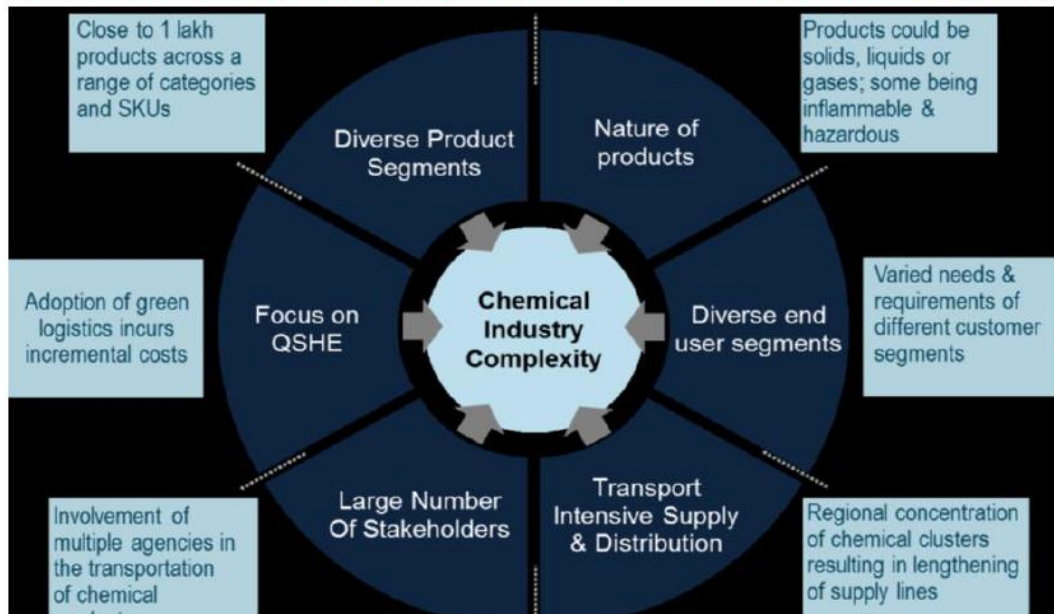 Close to 1 lakh
products across a
range of categories
and SKUs
Products could be
solids, liquids or
gases; some being
inflammable &
hazardous
Diverse Product
Segments
Nature of
products
Adoption of green
logistics incurs
incremental costs
Focus on
QSHE
Chemical
Industry
Complexity
Diverse end
user segments
Varied needs &
requirements of
different customer
segments
Large Number
Of Stakeholders
Transport
Intensive Supply
& Distribution
Involvement of
multiple agencies in
the transportation
of chemical
Regional concentration
of chemical clusters
resulting in lengthening
of supply lines